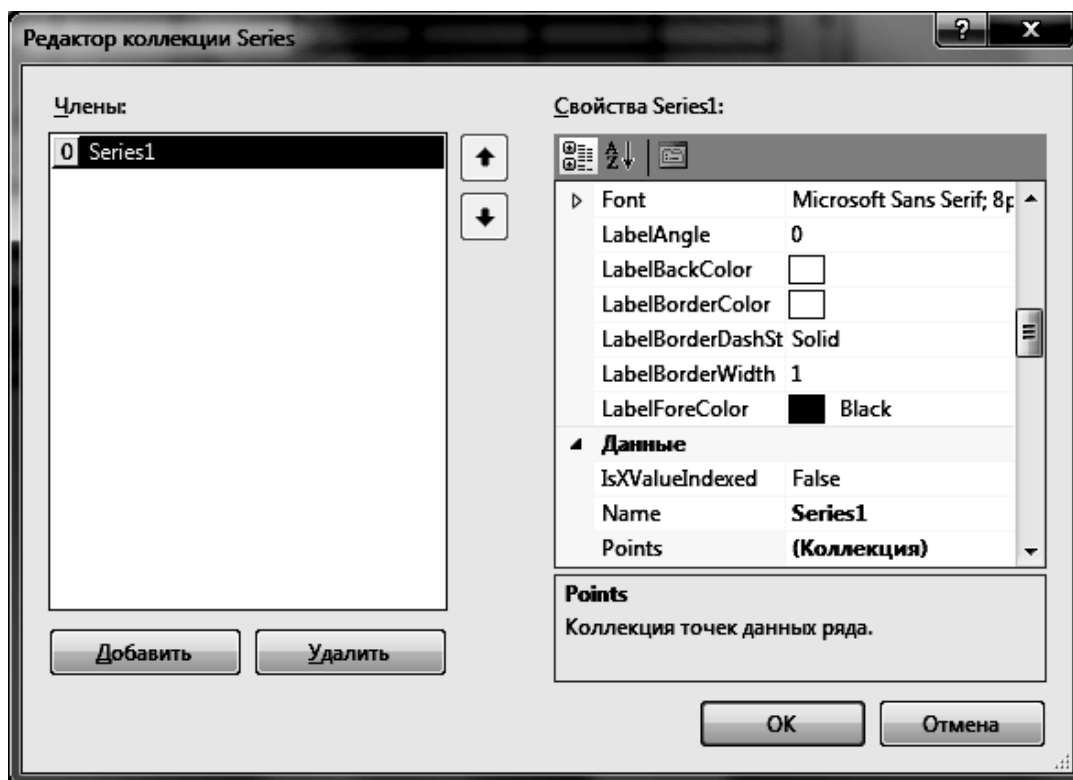 Редактор коллекции Series
? x
Члены:
0 Series1
Добавить Удалить
Свойства Series1:
Font Microsoft Sans Serif; 8p
LabelAngle 0
LabelBackColor
LabelBorderColor
LabelBorderDashSt Solid
LabelBorderWidth 1
LabelForeColor Black
Данные
IsXValueIndexed False
Name Series1
Points (Коллекция)
Points
Коллекция точек данных ряда.
OK Отмена